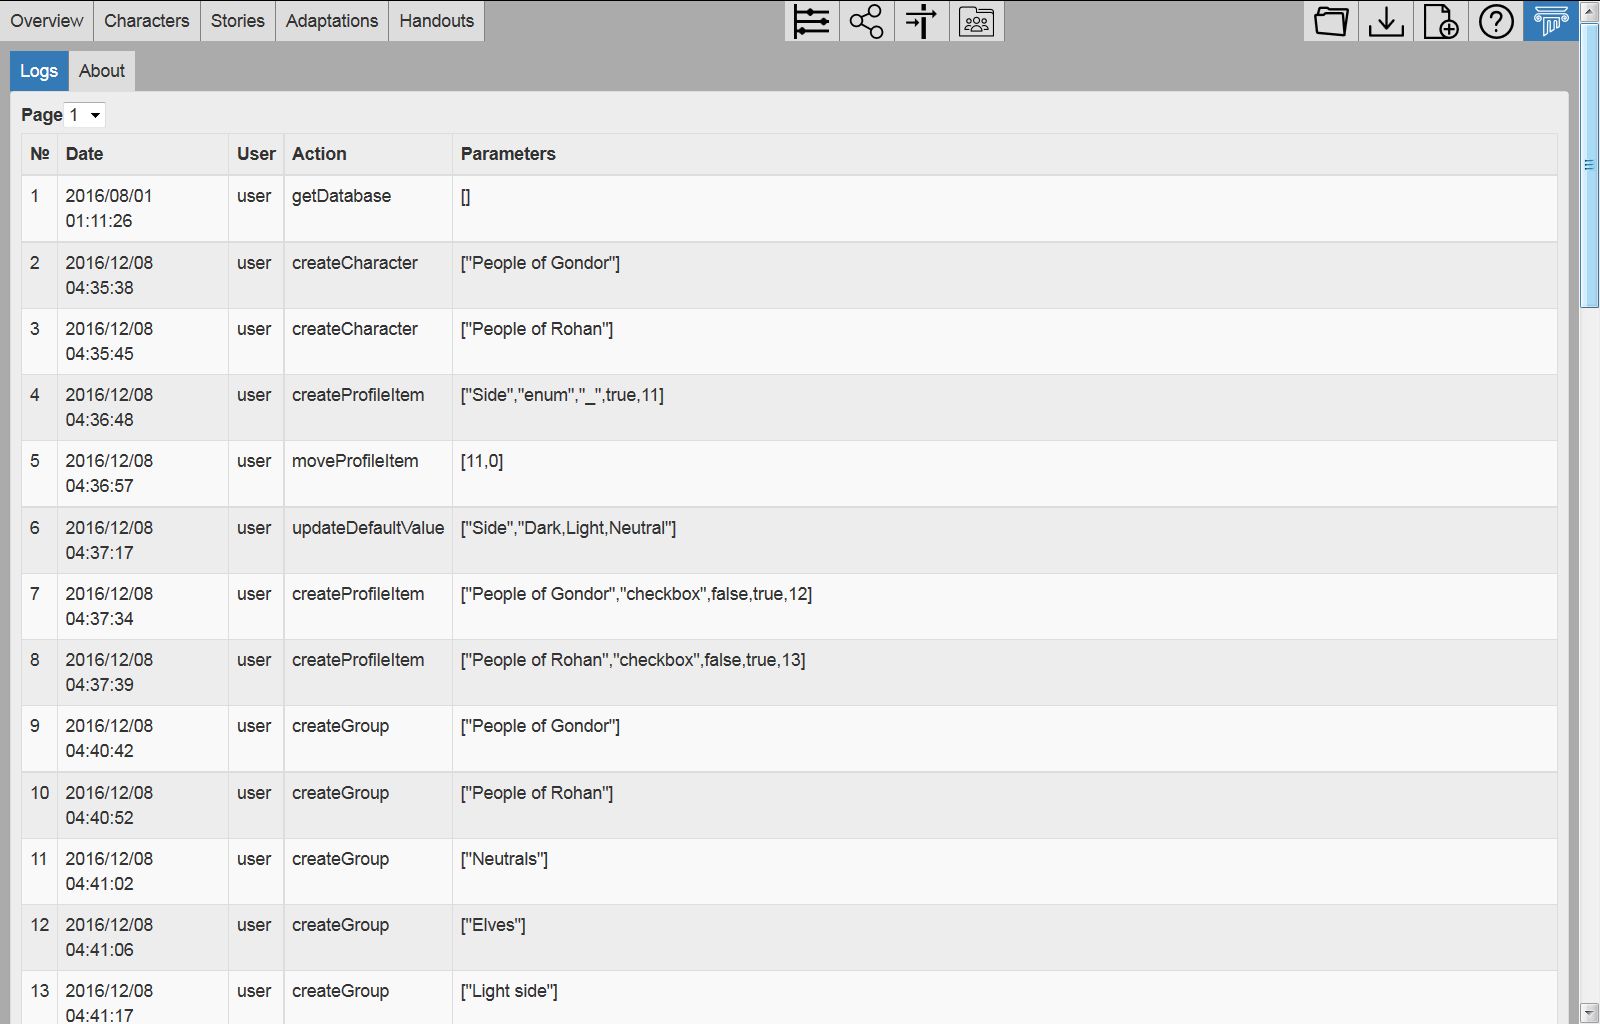 Overview Characters Stories Adaptations Handouts
Logs About
Page 1
№ Date User Action Parameters
1 2016/08/01 user getDatabase []
01:11:26
2 2016/12/08 user createCharacter ["People of Gondor"]
04:35:38
3 2016/12/08 user createCharacter ["People of Rohan"]
04:35:45
4 2016/12/08 user createProfileItem ["Side","enum","_",true,11]
04:36:48
5 2016/12/08 user moveProfileItem [11,0]
04:36:57
6 2016/12/08 user updateDefaultValue ["Side","Dark,Light,Neutral"]
04:37:17
7 2016/12/08 user createProfileItem ["People of Gondor","checkbox",false,true,12]
04:37:34
8 2016/12/08 user createProfileItem ["People of Rohan","checkbox",false,true,13]
04:37:39
9 2016/12/08 user createGroup ["People of Gondor"]
04:40:42
10 2016/12/08 user createGroup ["People of Rohan"]
04:40:52
11 2016/12/08 user createGroup ["Neutrals"]
04:41:02
12 2016/12/08 user createGroup ["Elves"]
04:41:06
13 2016/12/08 user createGroup ["Light side"]
04:41:17